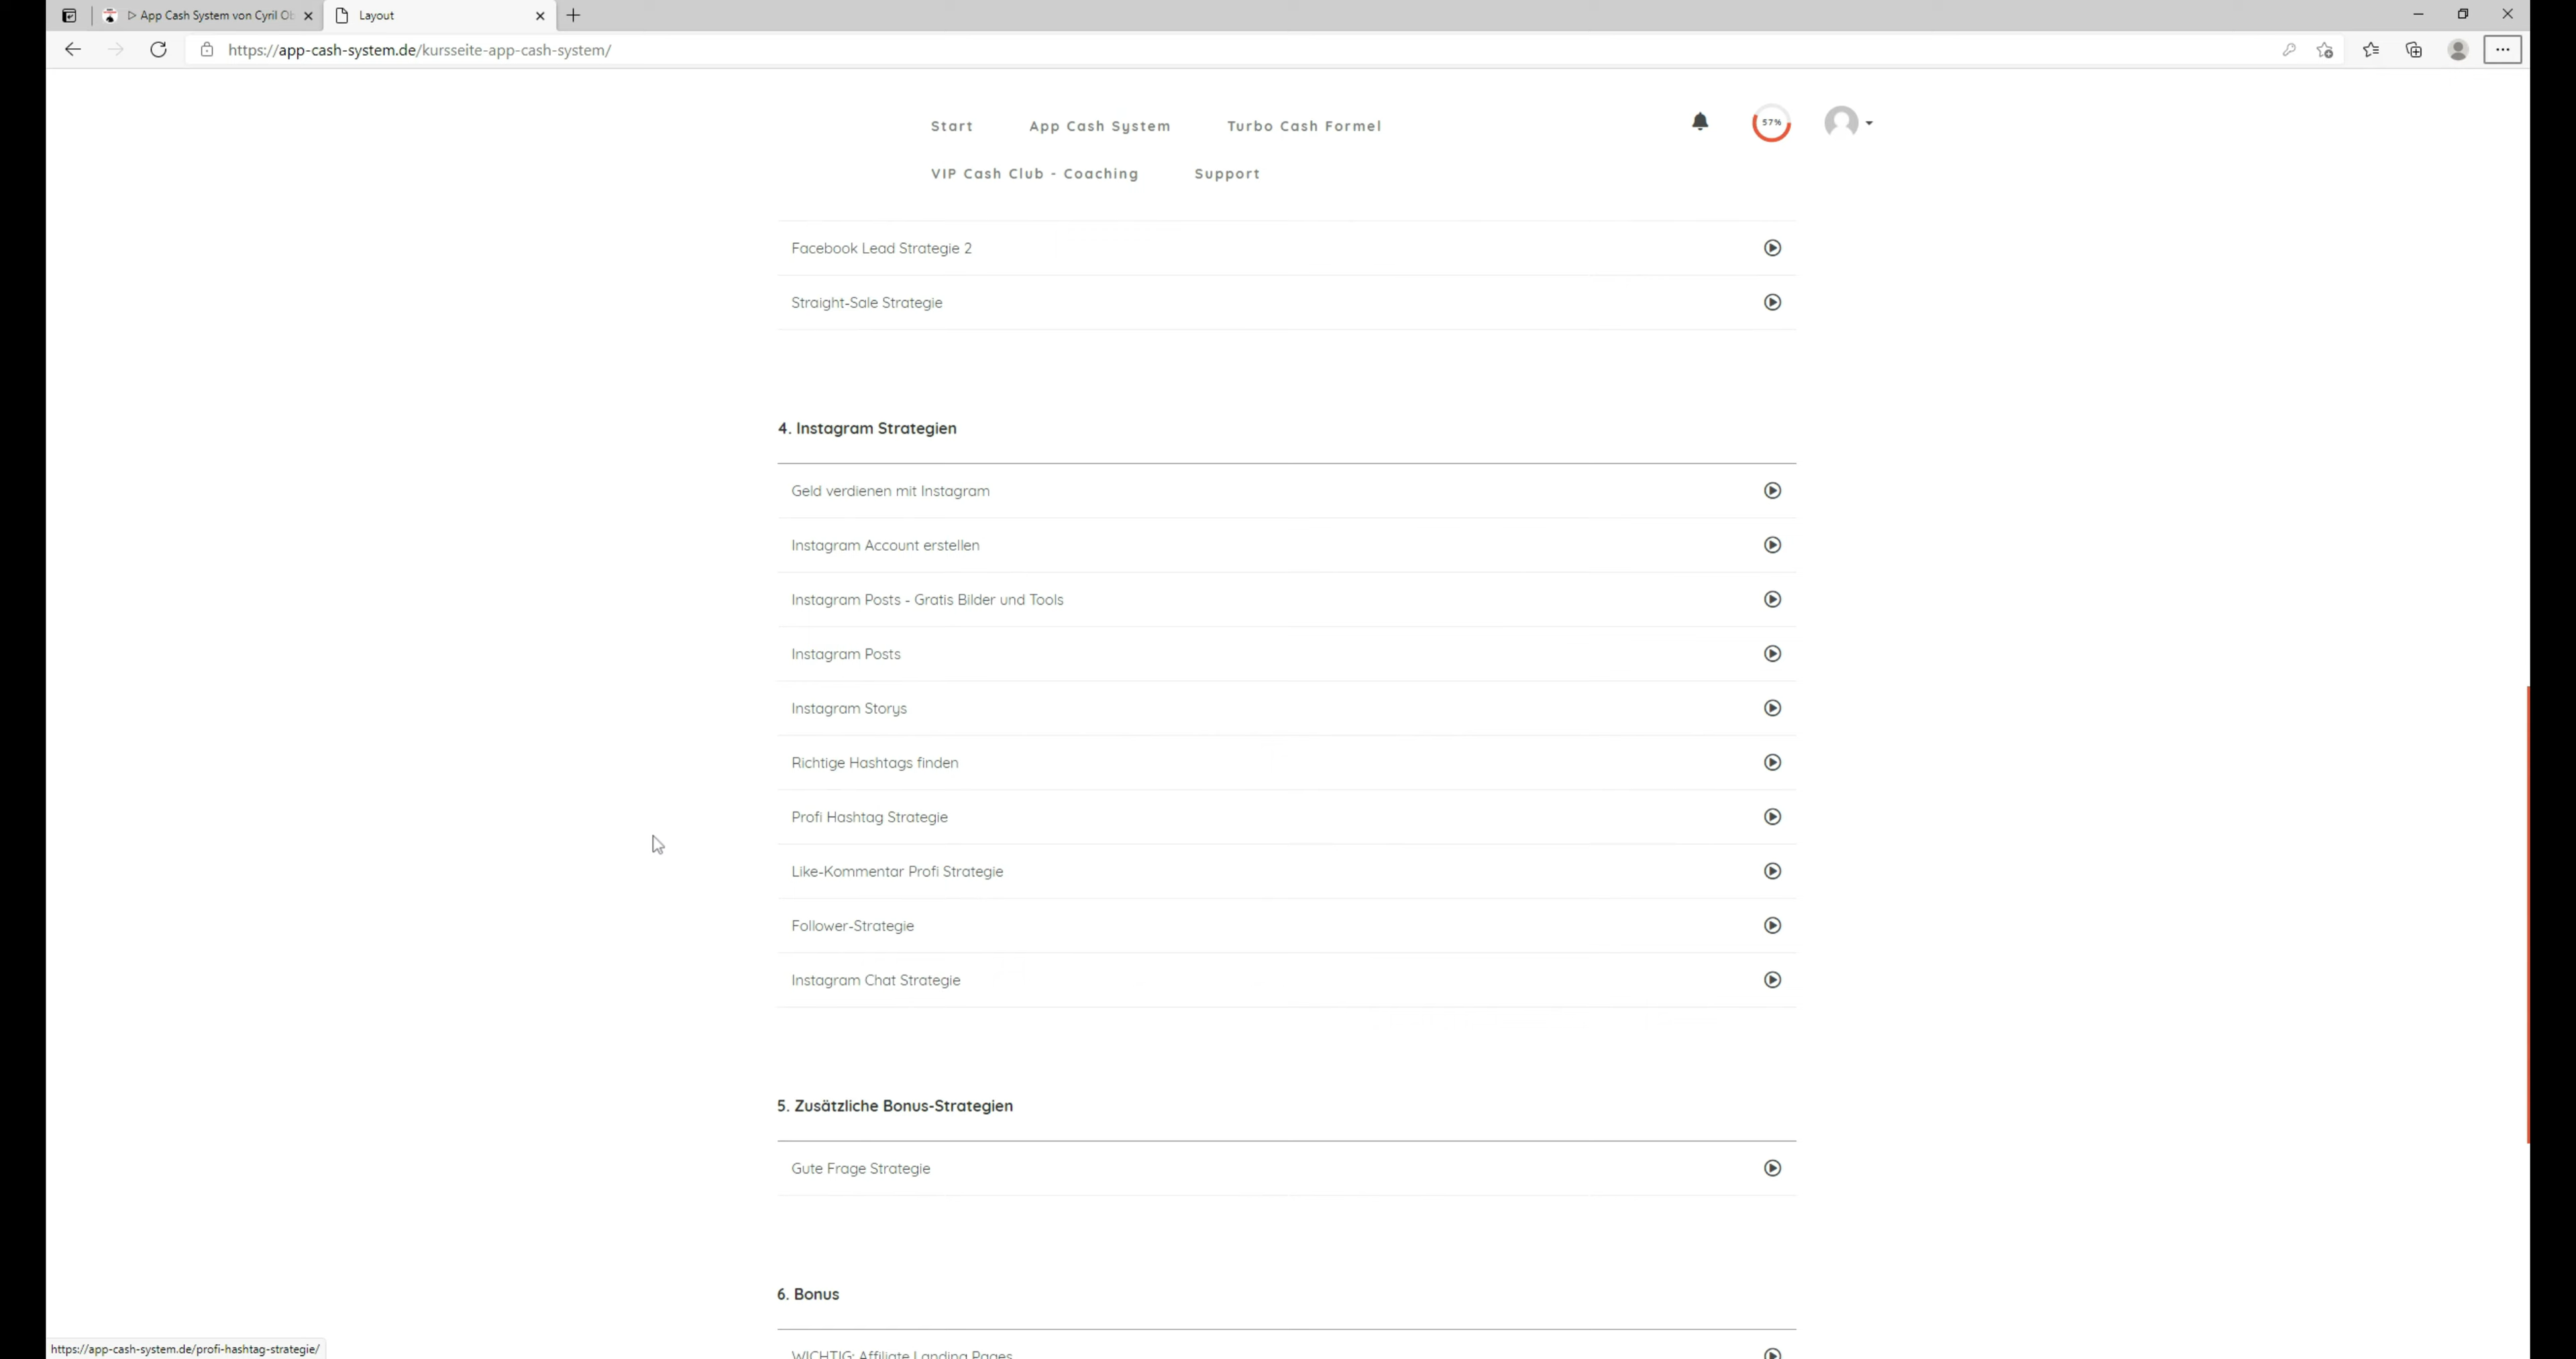 ▷ App Cash System von Cyril Ob
Layout
https://app-cash-system.de/kursseite-app-cash-system/
Start App Cash System Turbo Cash Formel
57%
VIP Cash Club - Coaching Support
Facebook Lead Strategie 2
Straight-Sale Strategie
4. Instagram Strategien
Geld verdienen mit Instagram
Instagram Account erstellen
Instagram Posts - Gratis Bilder und Tools
Instagram Posts
Instagram Storys
Richtige Hashtags finden
Profi Hashtag Strategie
Like-Kommentar Profi Strategie
Follower-Strategie
Instagram Chat Strategie
5. Zusätzliche Bonus-Strategien
Gute Frage Strategie
6. Bonus
WICHTIG: Affiliate Landing Pages
https://app-cash-system.de/profi-hashtag-strategie/